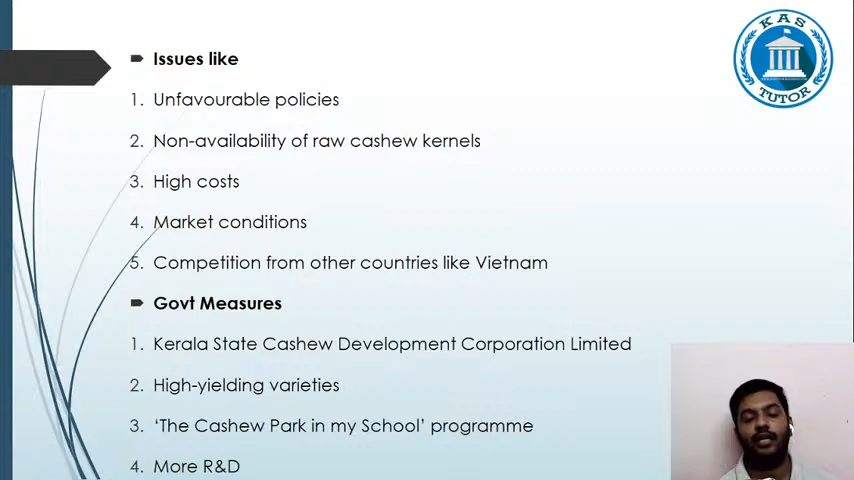 KAS
TUTOR
Issues like
1. Unfavourable policies
2. Non-availability of raw cashew kernels
3. High costs
4. Market conditions
5. Competition from other countries like Vietnam
Govt Measures
1. Kerala State Cashew Development Corporation Limited
2. High-yielding varieties
3. ‘The Cashew Park in my School’ programme
4. More R&D